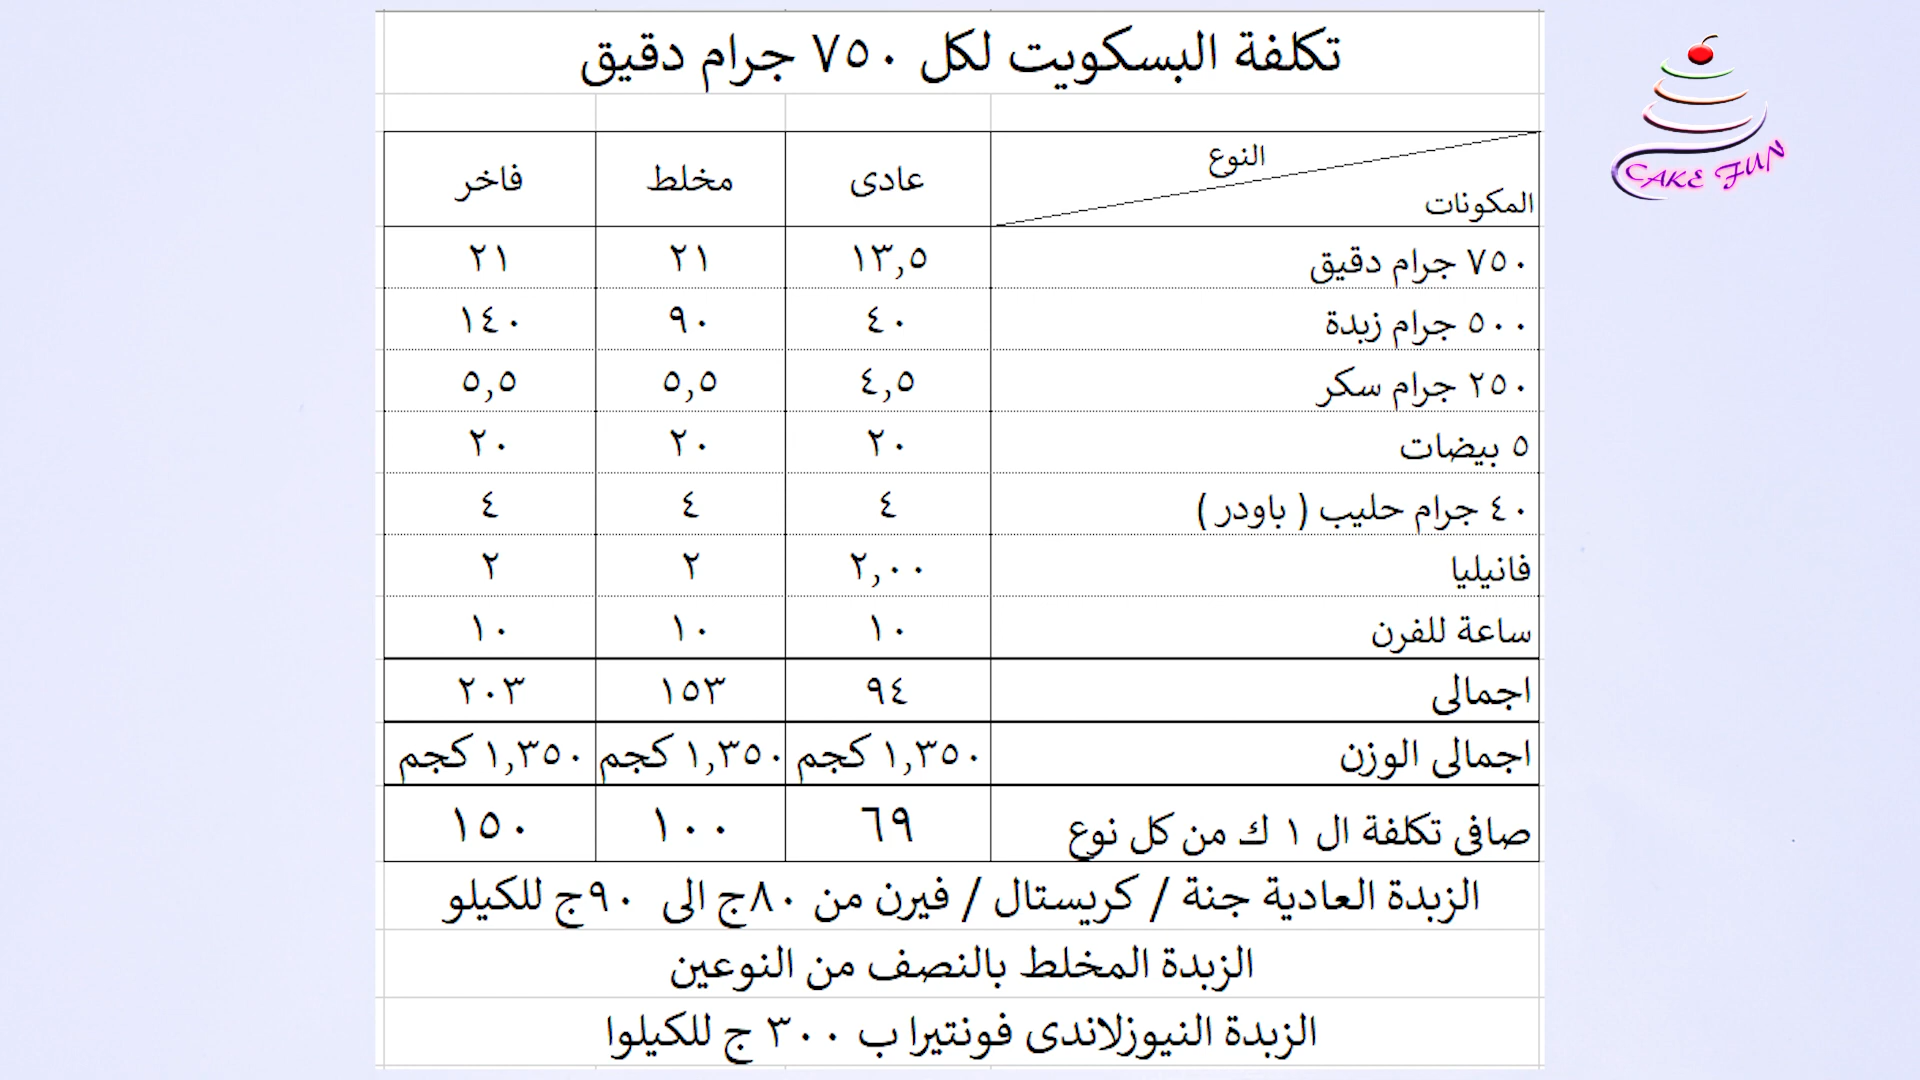 تكلفة البسكويت لكل ٧٥٠ جرام دقيق
النوع
المكونات
عادى مخلط فاخر
٧٥٠ جرام دقيق ١٣,٥ ٢١ ٢١
٥٠٠ جرام زبدة ٤٠ ٩٠ ١٤٠
٢٥٠ جرام سكر ٤,٥ ٥,٥ ٥,٥
٥ بيضات ٢٠ ٢٠ ٢٠
٤٠ جرام حليب ( باودر ) ٤ ٤ ٤
فانيليا ٢,٠٠ ٢ ٢
ساعة للفرن ١٠ ١٠ ١٠
اجمالى ٩٤ ١٥٣ ٢٠٣
اجمالى الوزن ١,٣٥٠ كجم ١,٣٥٠ كجم ١,٣٥٠ كجم
صافى تكلفة ال ١ ك من كل نوع ٦٩ ١٠٠ ١٥٠
الزبدة العادية جنة / كريستال / فيرن من ٨٠ج الى ٩٠ج للكيلو
الزبدة المخلط بالنصف من النوعين
الزبدة النيوزلاندى فونتيرا ب ٣٠٠ ج للكيلوا
CAKE FUN